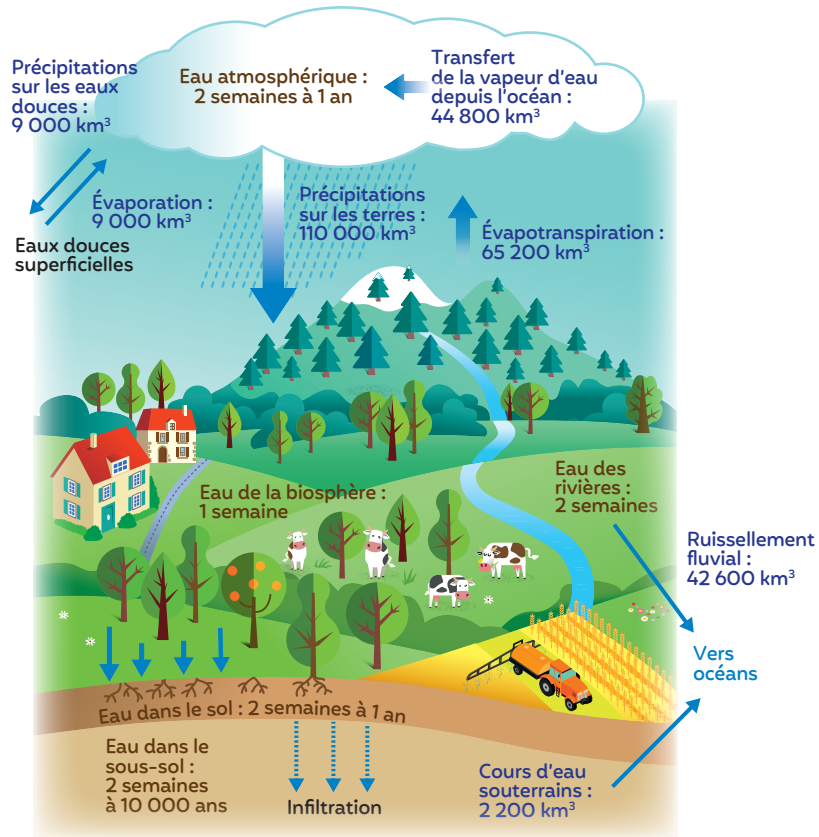 Précipitations
sur les eaux
douces :
9 000 km³
Eau atmosphérique :
2 semaines à 1 an
Transfert
de la vapeur d'eau
depuis l'océan :
44 800 km³
Évaporation :
9 000 km³
Eaux douces
superficielles
Précipitations
sur les terres :
110 000 km³
Évapotranspiration :
65 200 km³
Eau de la biosphère :
1 semaine
Eau des
rivières :
2 semaines
Ruissellement
fluvial :
42 600 km³
Vers
océans
Eau dans le sol : 2 semaines à 1 an
Eau dans le
sous-sol :
2 semaines
à 10 000 ans
Infiltration
Cours d'eau
souterrains :
2 200 km³